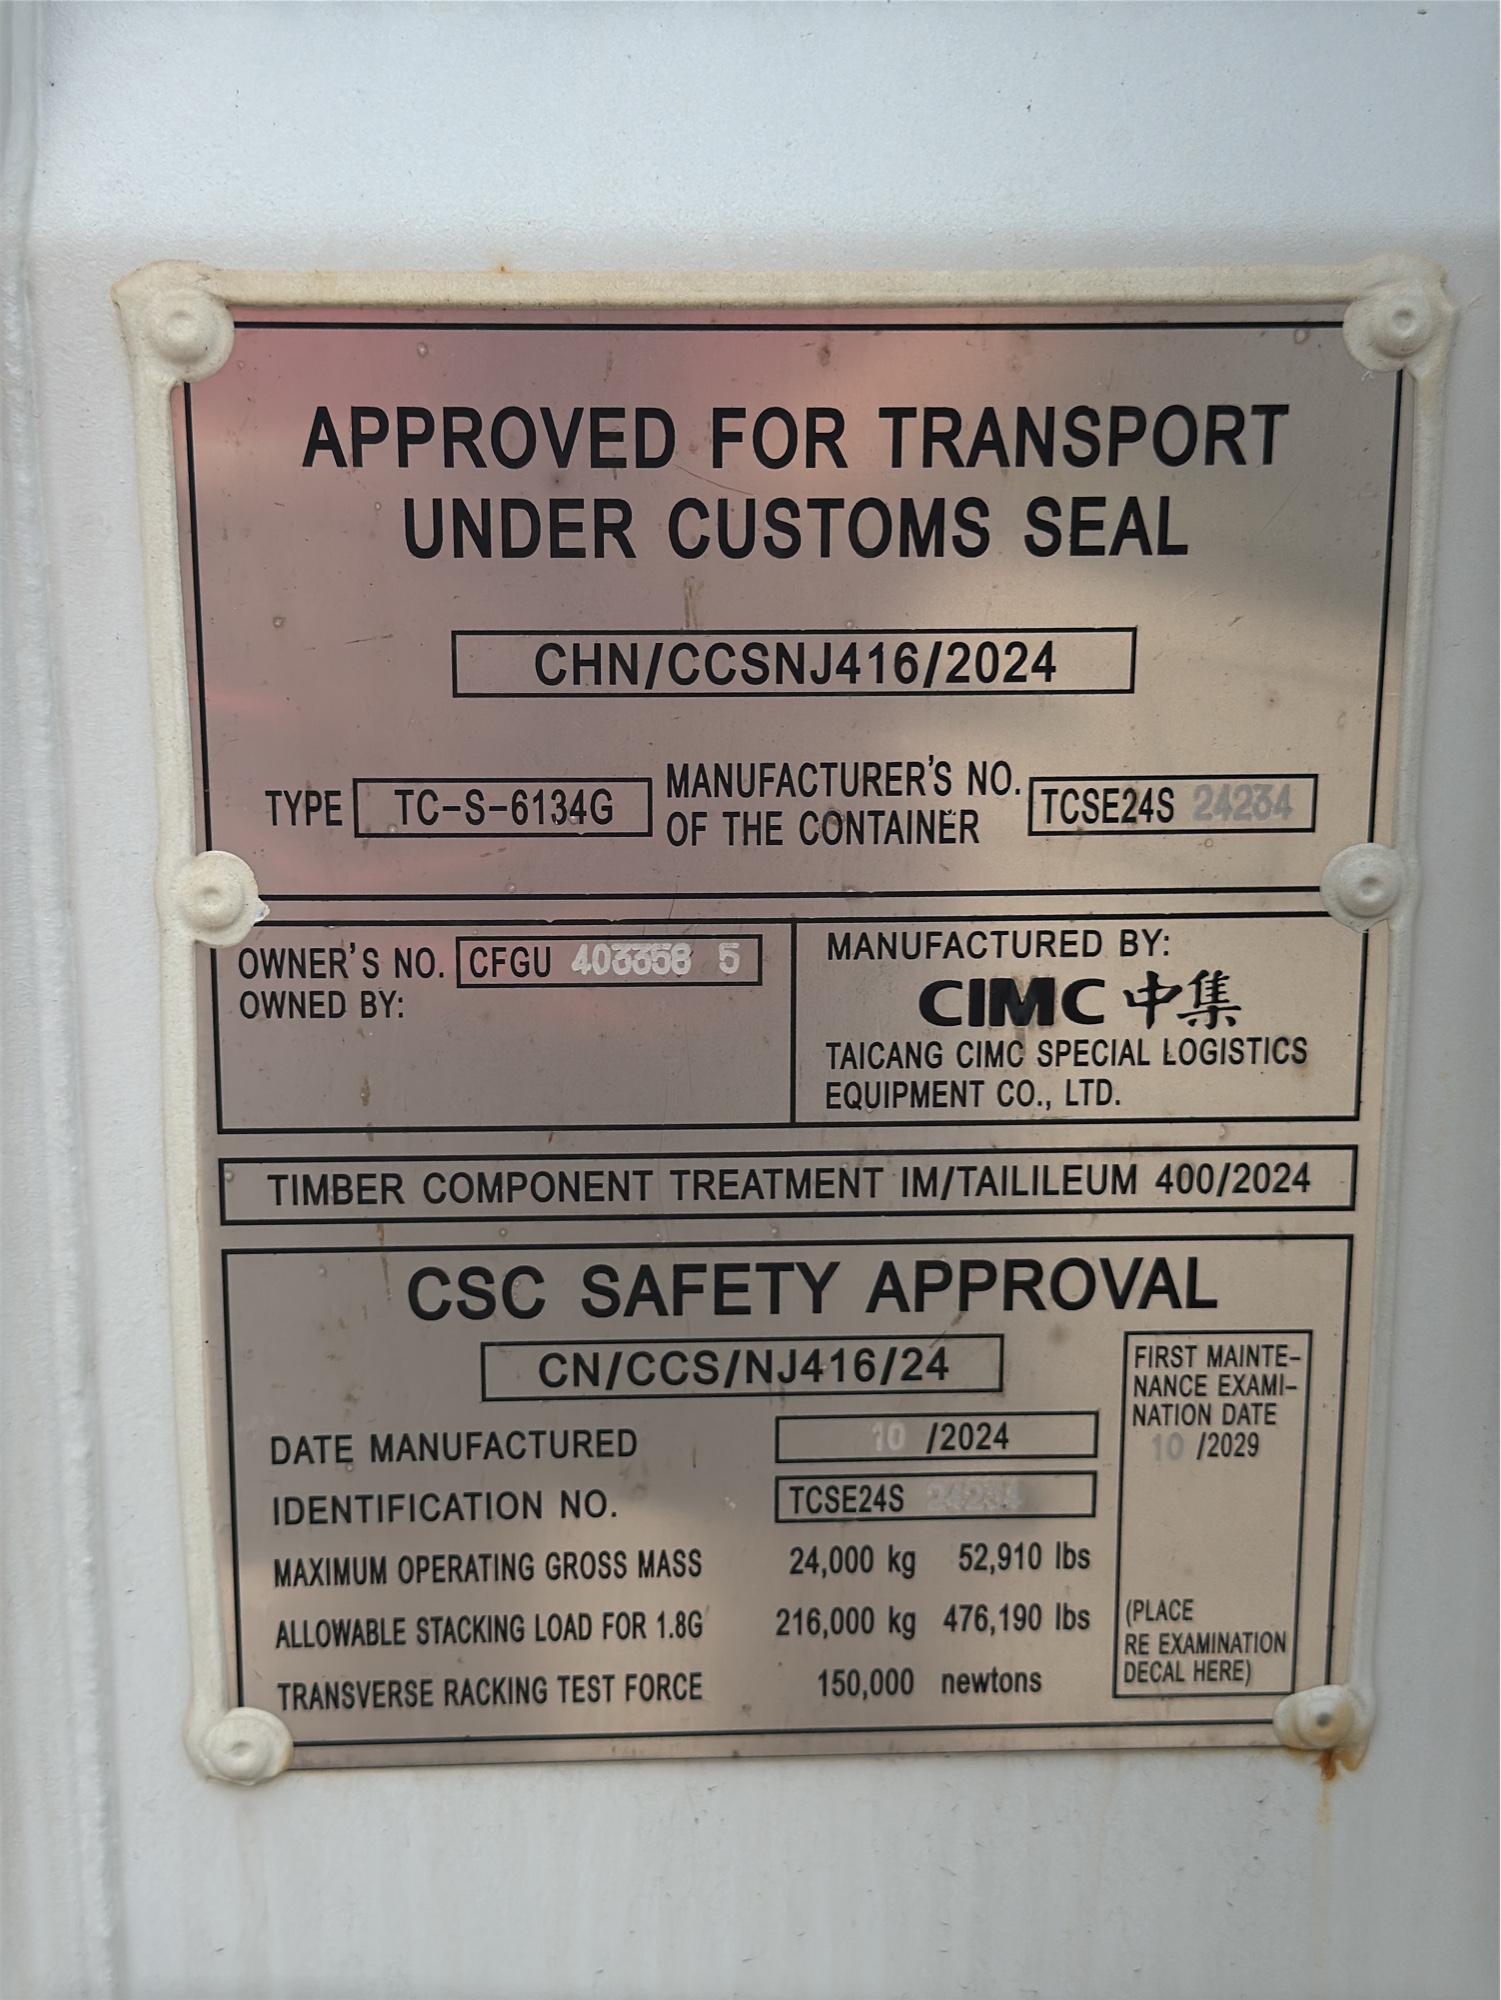 APPROVED FOR TRANSPORT
UNDER CUSTOMS SEAL
CHN/CCSNJ416/2024
TYPE TC-S-6134G MANUFACTURER'S NO. OF THE CONTAINER TCSE24S 24234
OWNER'S NO. CFGU 403358 5
OWNED BY:
MANUFACTURED BY:
CIMC 中集
TAICANG CIMC SPECIAL LOGISTICS
EQUIPMENT CO., LTD.
TIMBER COMPONENT TREATMENT IM/TAILILEUM 400/2024
CSC SAFETY APPROVAL
CN/CCS/NJ416/24
DATE MANUFACTURED 10 /2024
IDENTIFICATION NO. TCSE24S 24234
MAXIMUM OPERATING GROSS MASS 24,000 kg 52,910 lbs
ALLOWABLE STACKING LOAD FOR 1.8G 216,000 kg 476,190 lbs
TRANSVERSE RACKING TEST FORCE 150,000 newtons
FIRST MAINTE-
NANCE EXAMI-
NATION DATE
10 /2029
(PLACE
RE EXAMINATION
DECAL HERE)